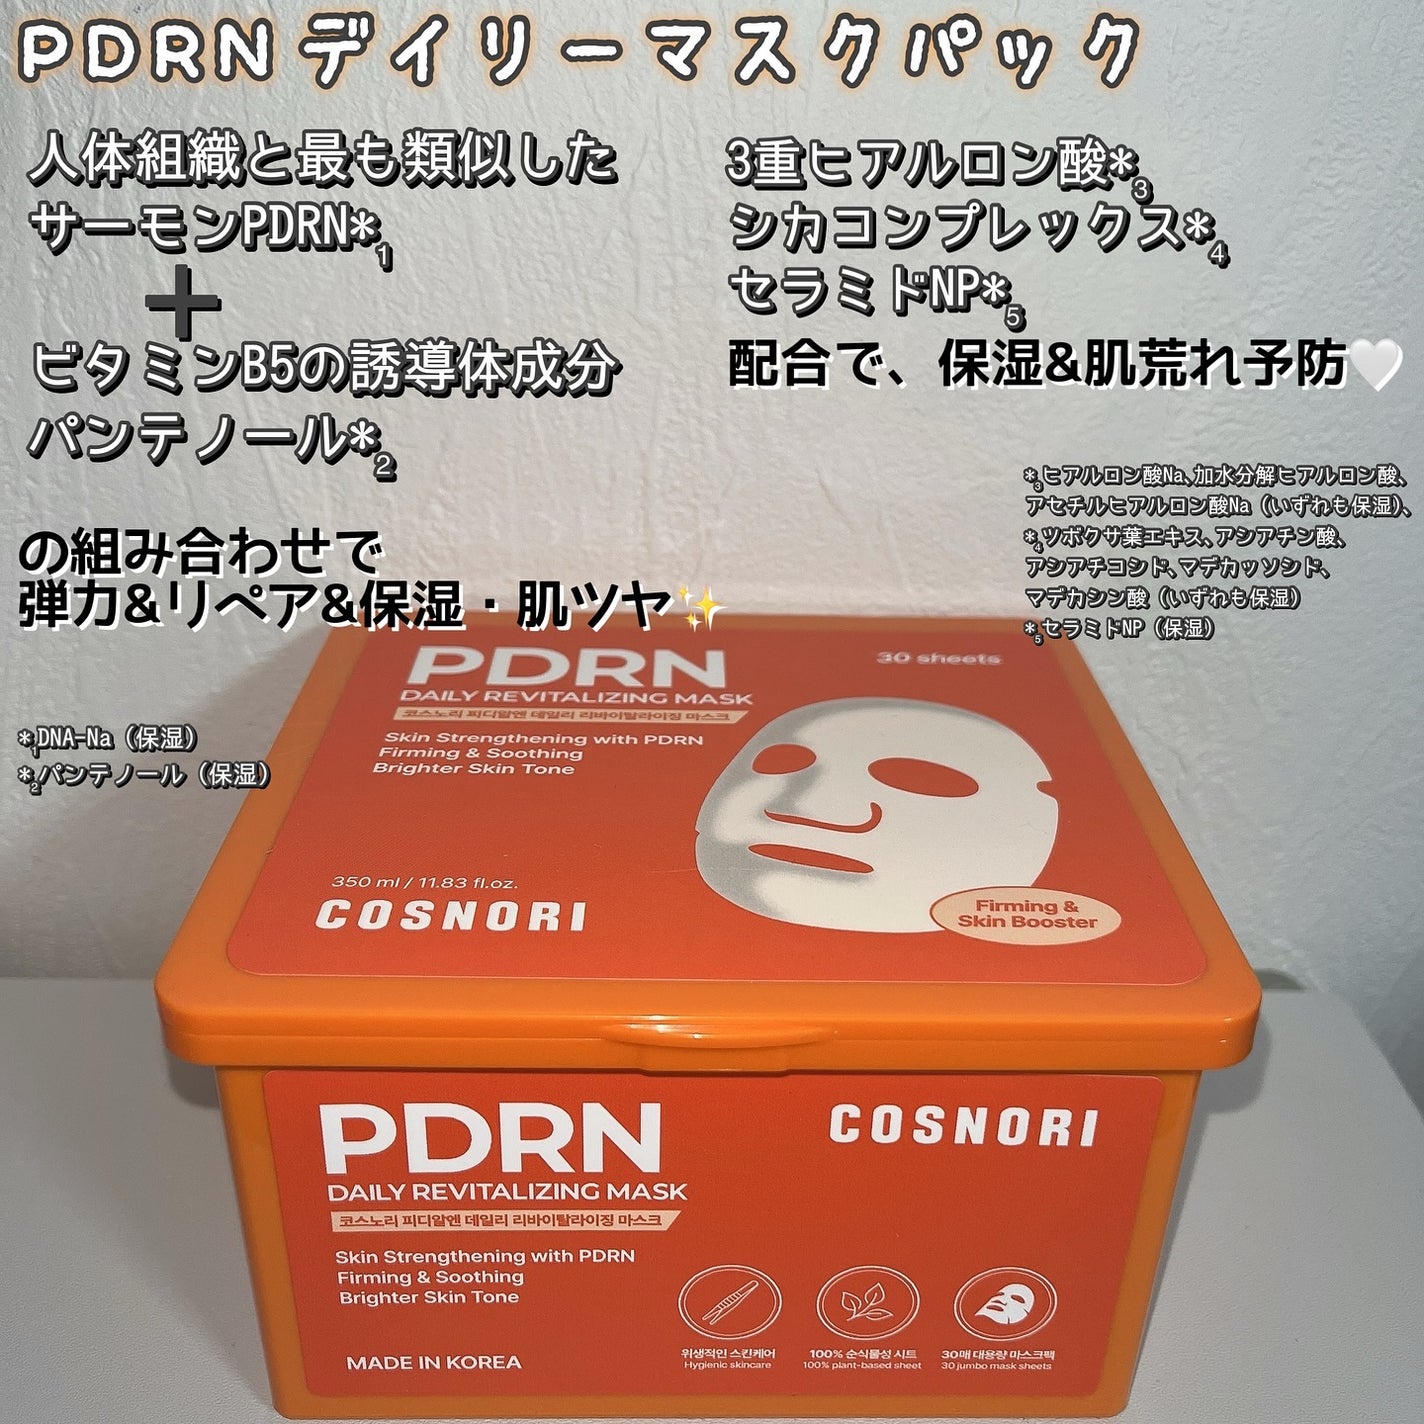 PDRNデイリーマスクパック
人体組織と最も類似した
サーモンPDRN*1
➕
ビタミンB5の誘導体成分
パンテノール*2
の組み合わせで
弾力&リペア&保湿・肌ツヤ✨
*1DNA-Na（保湿）
*2パンテノール（保湿）
3重ヒアルロン酸*3
シカコンプレックス*4
セラミドNP*5
配合で、保湿&肌荒れ予防🤍
*3ヒアルロン酸Na、加水分解ヒアルロン酸、
アセチルヒアルロン酸Na（いずれも保湿）、
*4ツボクサ葉エキス、アシアチン酸、
アシアチコシド、マデカッソシド、
マデカシン酸（いずれも保湿）
*5セラミドNP（保湿）
PDRN
30 sheets
DAILY REVITALIZING MASK
코스노리 피디알엔 데일리 리바이탈라이징 마스크
Skin Strengthening with PDRN
Firming & Soothing
Brighter Skin Tone
350 ml / 11.83 fl.oz.
COSNORI
Firming &
Skin Booster
PDRN
COSNORI
DAILY REVITALIZING MASK
코스노리 피디알엔 데일리 리바이탈라이징 마스크
Skin Strengthening with PDRN
Firming & Soothing
Brighter Skin Tone
MADE IN KOREA
위생적인 스킨케어
Hygienic skincare
100% 순식물성 시트
100% plant-based sheet
30매 대용량 마스크팩
30 jumbo mask sheets